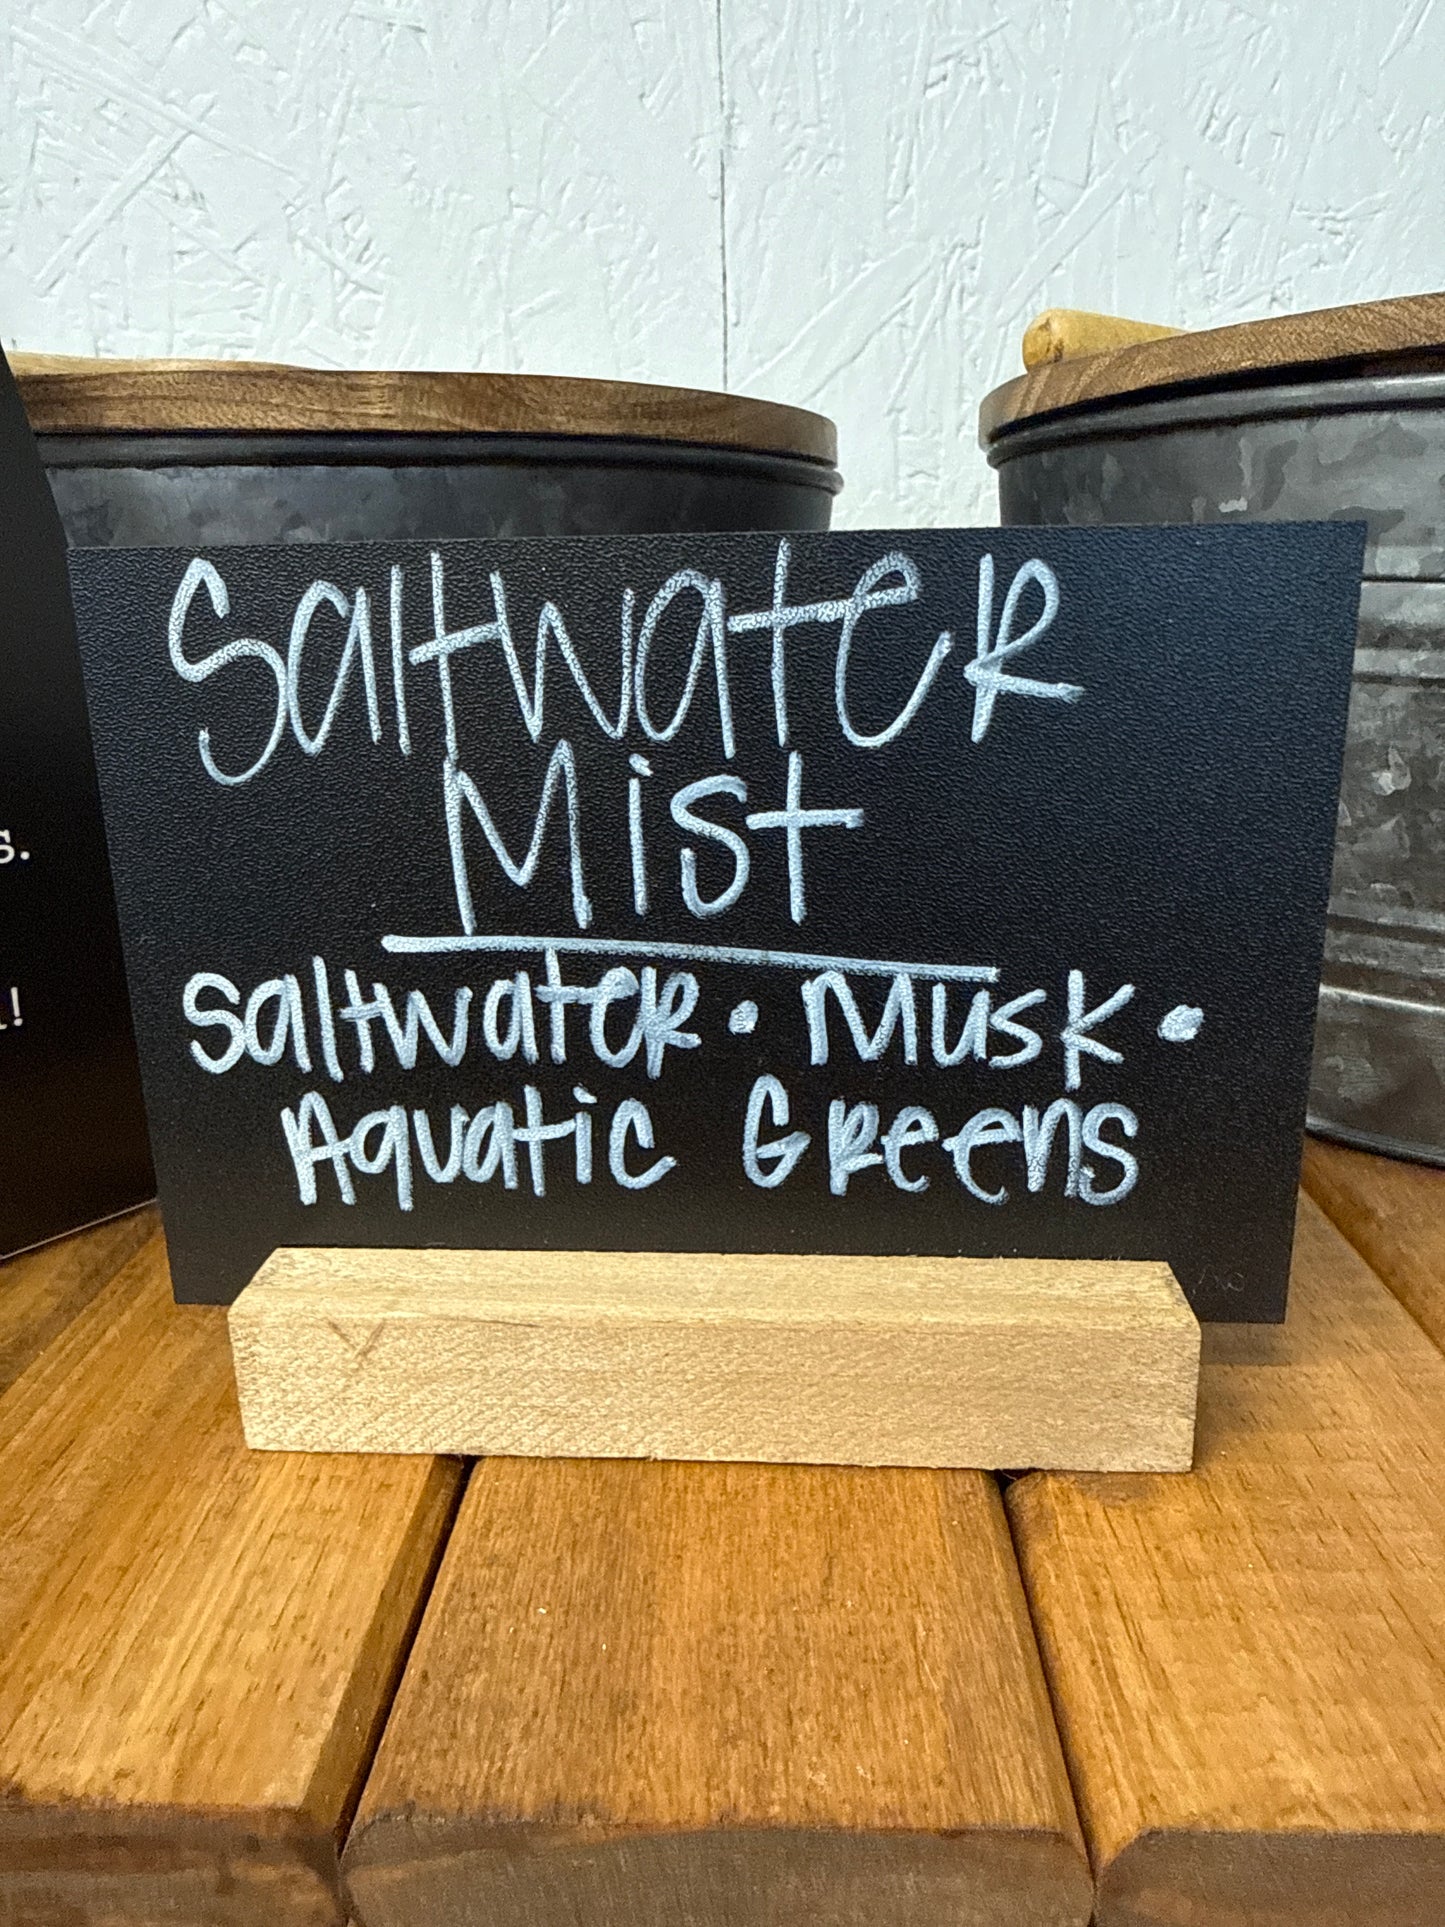 Saltwater
Mist
Saltwater • Musk •
Aquatic Greens
s.
!